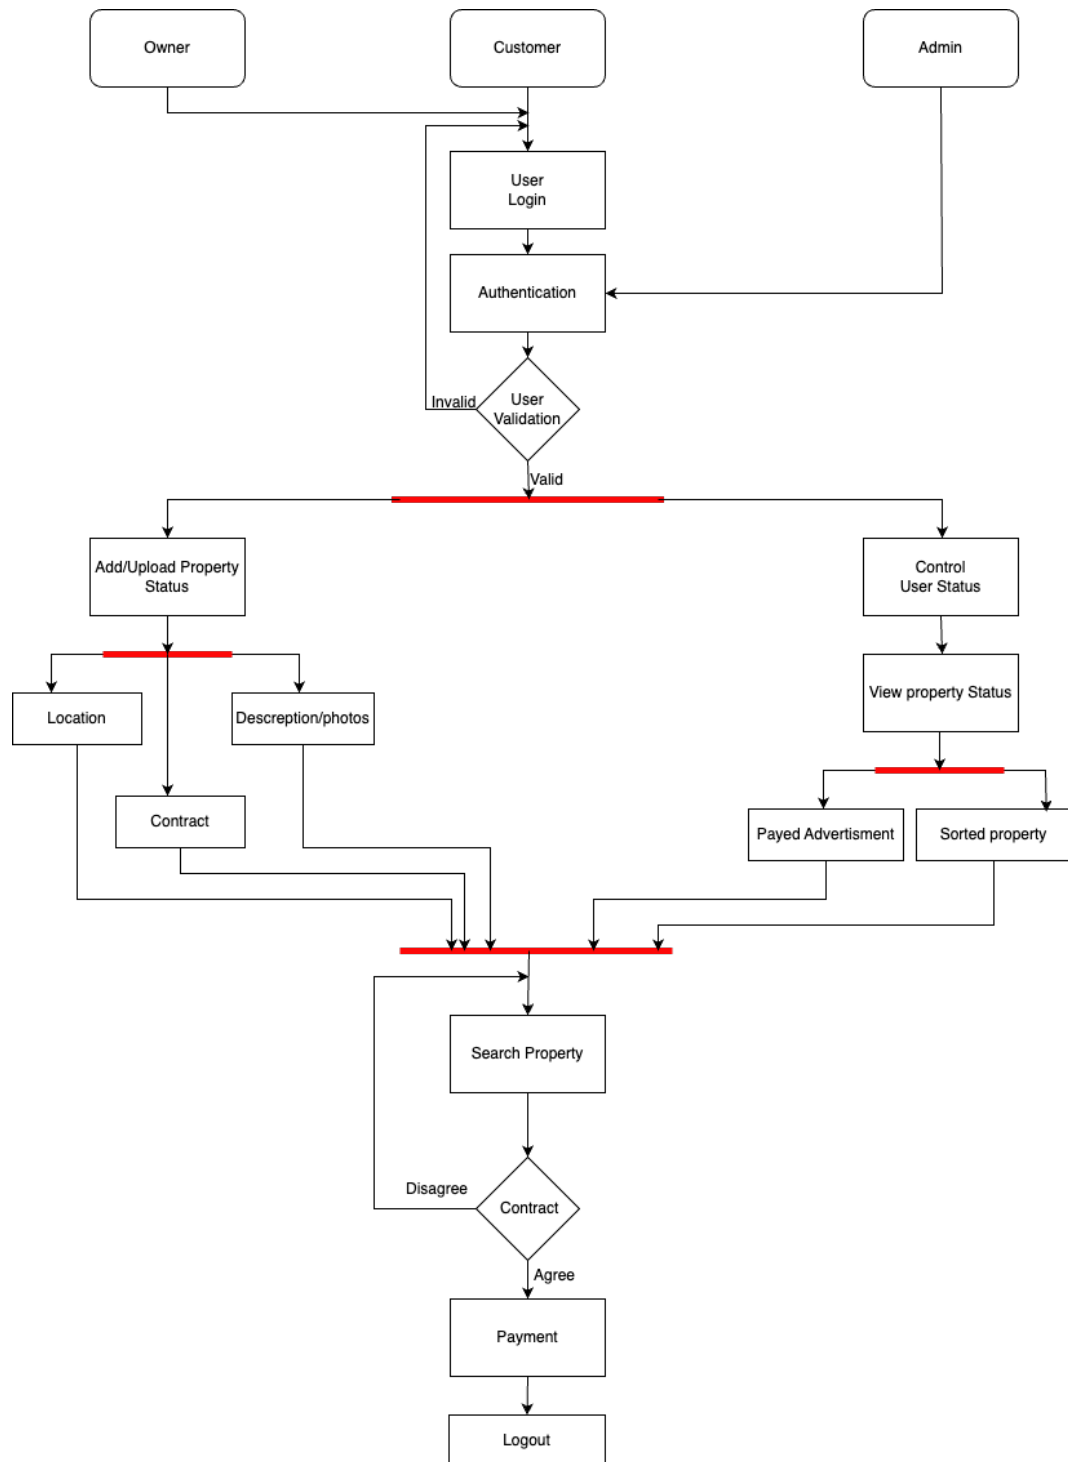 Owner
Customer
Admin
User
Login
Authentication
Invalid
User
Validation
Valid
Add/Upload Property
Status
Control
User Status
Location
Descreption/photos
View property Status
Contract
Payed Advertisment
Sorted property
Search Property
Disagree
Contract
Agree
Payment
Logout